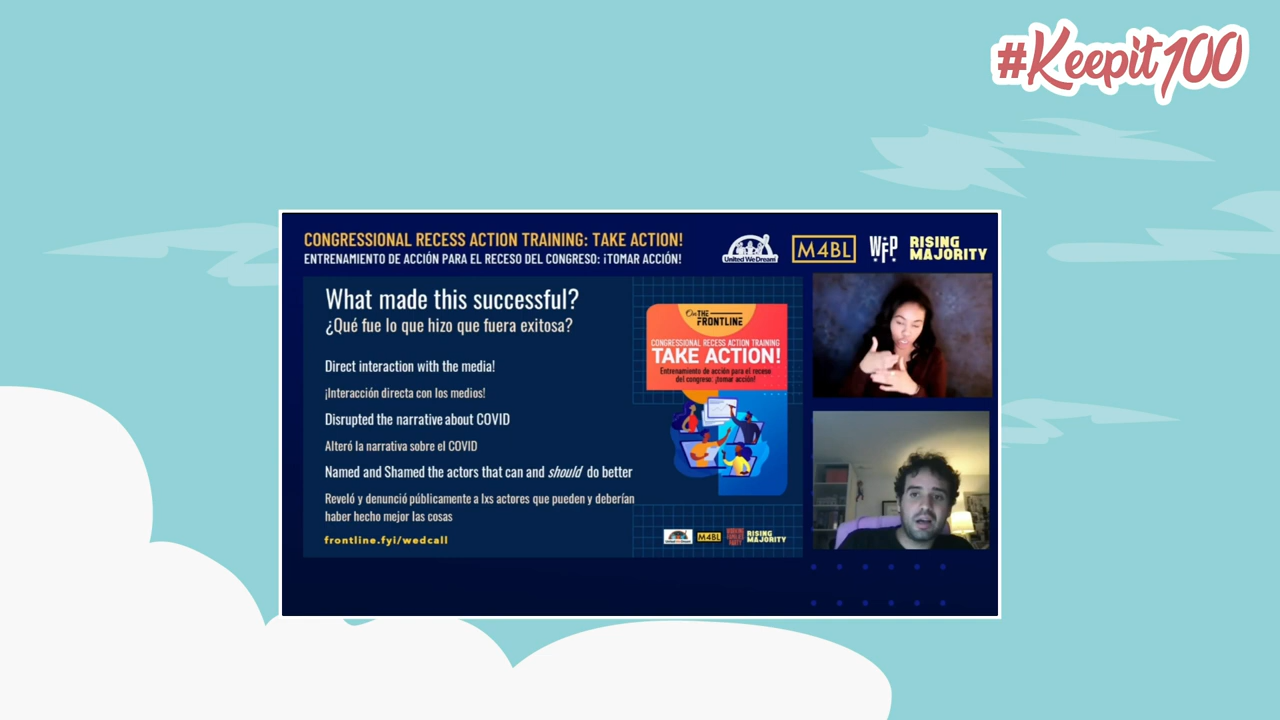 #Keepit100
CONGRESSIONAL RECESS ACTION TRAINING: TAKE ACTION!
ENTRENAMIENTO DE ACCIÓN PARA EL RECESO DEL CONGRESO: ¡TOMAR ACCIÓN!
United We Dream
M4BL
WFP
RISING
MAJORITY
What made this successful?
¿Qué fue lo que hizo que fuera exitosa?
Direct interaction with the media!
¡Interacción directa con los medios!
Disrupted the narrative about COVID
Alteró la narrativa sobre el COVID
Named and Shamed the actors that can and should do better
Reveló y denunció públicamente a lxs actores que pueden y deberían
haber hecho mejor las cosas
frontline.fyi/wedcall
On THE
FRONTLINE
CONGRESSIONAL RECESS ACTION TRAINING
TAKE ACTION!
Entrenamiento de acción para el receso
del congreso: ¡tomar acción!
M4BL
WORKING
FAMILIES
PARTY
RISING
MAJORITY